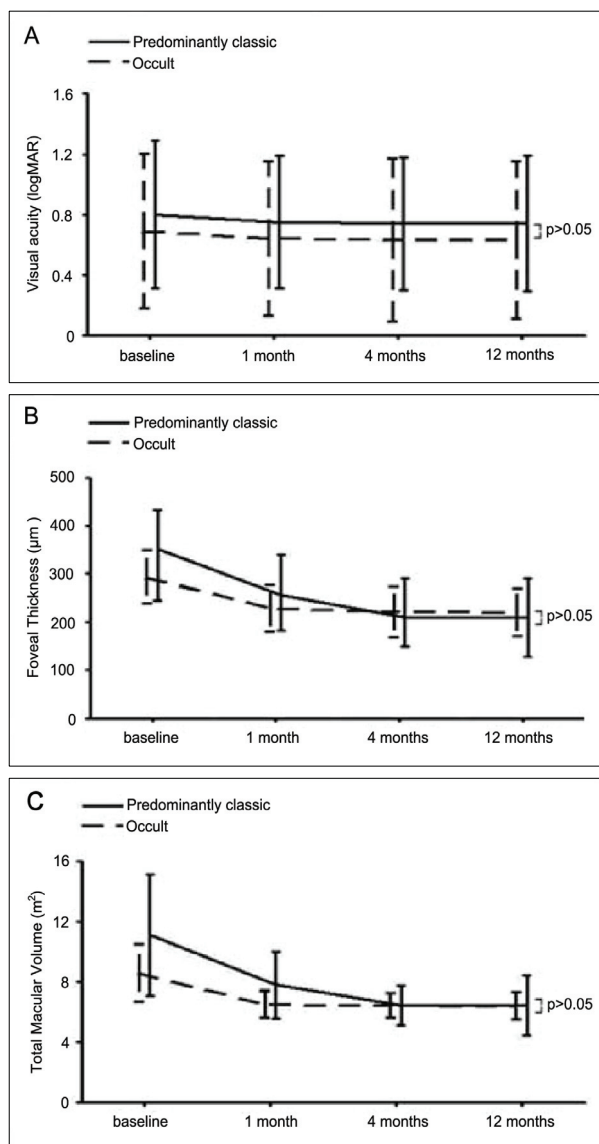 A
Predominantly classic
Occult
1.6
1.2
0.8
0.4
0
Visual acuity (logMAR)
p>0.05
baseline
1 month
4 months
12 months
B
Predominantly classic
Occult
500
400
300
200
100
0
Foveal Thickness (µm )
p>0.05
baseline
1 month
4 months
12 months
C
Predominantly classic
Occult
16
12
8
4
0
Total Macular Volume (m²)
p>0.05
baseline
1 month
4 months
12 months